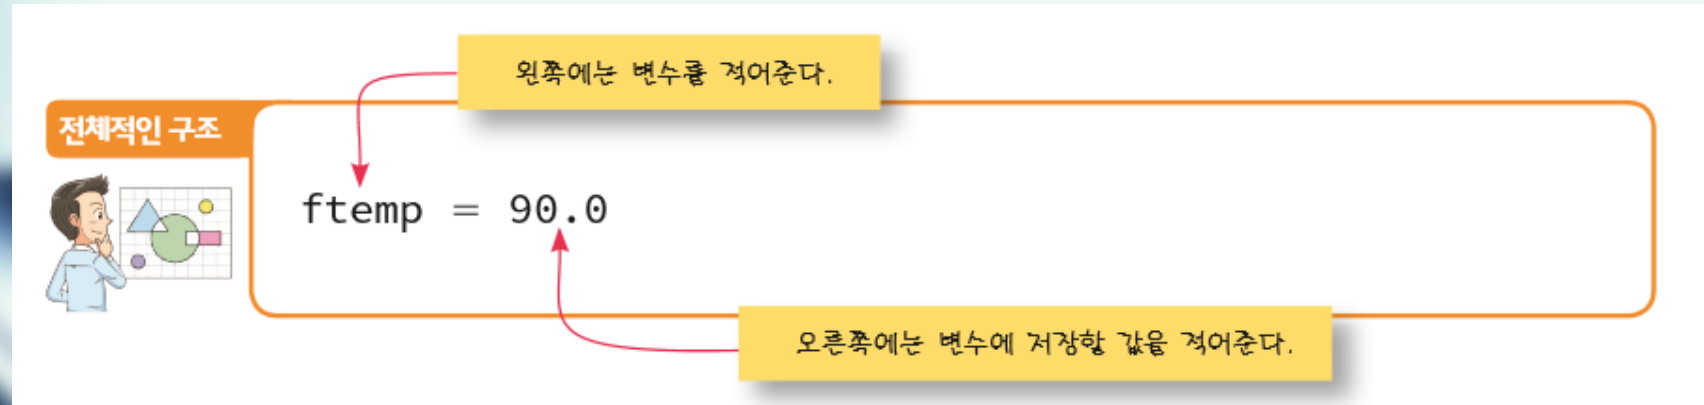 왼쪽에는 변수를 적어준다.
전체적인 구조
ftemp = 90.0
오른쪽에는 변수에 저장할 값을 적어준다.